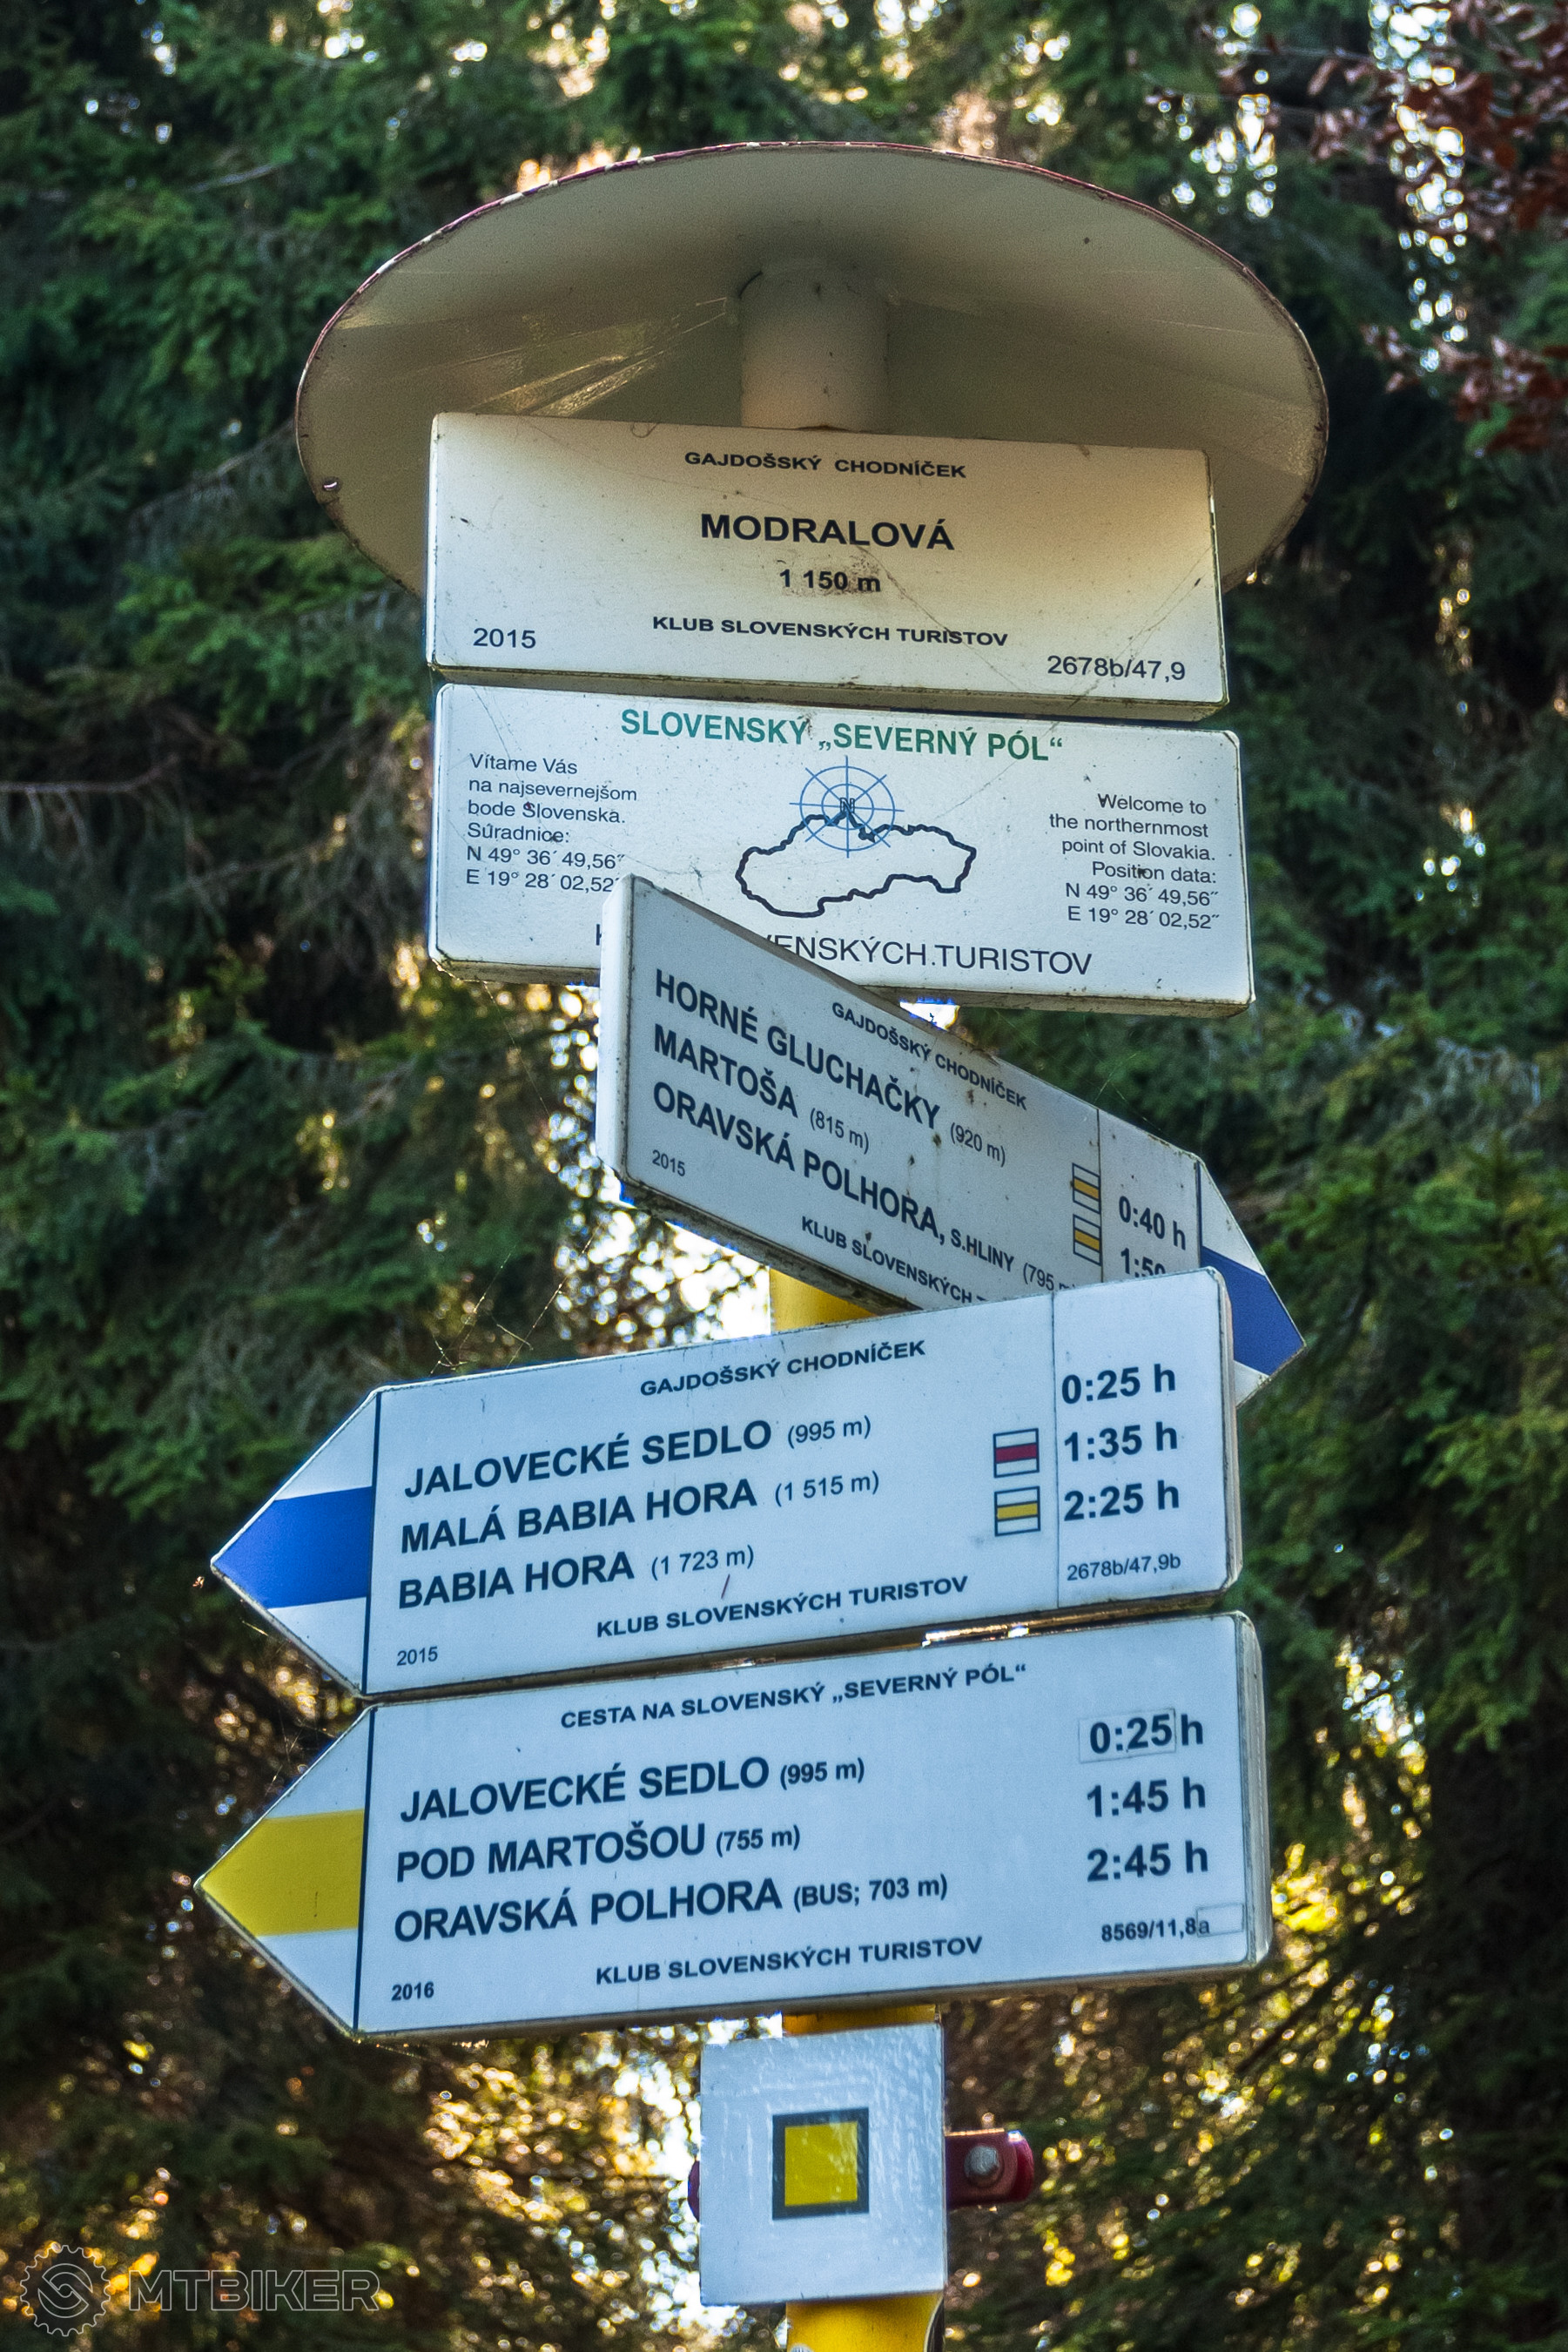 GAJDOŠSKÝ CHODNÍČEK
MODRALOVÁ
1 150 m
KLUB SLOVENSKÝCH TURISTOV
2015
2678b/47,9
SLOVENSKÝ „SEVERNÝ PÓL“
Vítame Vás
na najsevernejšom
bode Slovenska.
Súradnice:
N 49° 36´ 49,56˝
E 19° 28´ 02,52˝
N
Welcome to
the northernmost
point of Slovakia.
Position data:
N 49° 36´ 49,56˝
E 19° 28´ 02,52˝
TURISTOV
GAJDOŠSKÝ CHODNÍČEK
HORNÉ GLUCHAČKY (920 m) 0:40 h
MARTOŠA (815 m)
ORAVSKÁ POLHORA, S.HLINY (795
2015
KLUB SLOVENSKÝCH
GAJDOŠSKÝ CHODNÍČEK
JALOVECKÉ SEDLO (995 m) 0:25 h
MALÁ BABIA HORA (1 515 m) 1:35 h
BABIA HORA (1 723 m) 2:25 h
2678b/47,9b
KLUB SLOVENSKÝCH TURISTOV
2015
CESTA NA SLOVENSKÝ „SEVERNÝ PÓL“
JALOVECKÉ SEDLO (995 m) 0:25 h
POD MARTOŠOU (755 m) 1:45 h
ORAVSKÁ POLHORA (BUS; 703 m) 2:45 h
8569/11,8a
KLUB SLOVENSKÝCH TURISTOV
2016
MTBIKER